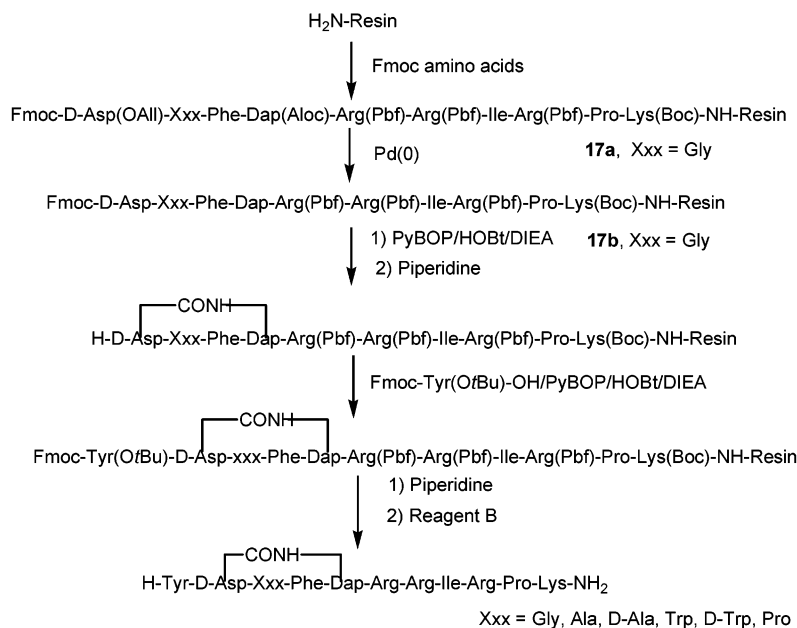 H₂N-Resin
Fmoc amino acids
Fmoc-D-Asp(OAll)-Xxx-Phe-Dap(Aloc)-Arg(Pbf)-Arg(Pbf)-Ile-Arg(Pbf)-Pro-Lys(Boc)-NH-Resin
Pd(0)
17a, Xxx = Gly
Fmoc-D-Asp-Xxx-Phe-Dap-Arg(Pbf)-Arg(Pbf)-Ile-Arg(Pbf)-Pro-Lys(Boc)-NH-Resin
1) PyBOP/HOBt/DIEA
17b, Xxx = Gly
2) Piperidine
CONH
H-D-Asp-Xxx-Phe-Dap-Arg(Pbf)-Arg(Pbf)-Ile-Arg(Pbf)-Pro-Lys(Boc)-NH-Resin
Fmoc-Tyr(OtBu)-OH/PyBOP/HOBt/DIEA
CONH
Fmoc-Tyr(OtBu)-D-Asp-xxx-Phe-Dap-Arg(Pbf)-Arg(Pbf)-Ile-Arg(Pbf)-Pro-Lys(Boc)-NH-Resin
1) Piperidine
2) Reagent B
CONH
H-Tyr-D-Asp-Xxx-Phe-Dap-Arg-Arg-Ile-Arg-Pro-Lys-NH₂
Xxx = Gly, Ala, D-Ala, Trp, D-Trp, Pro